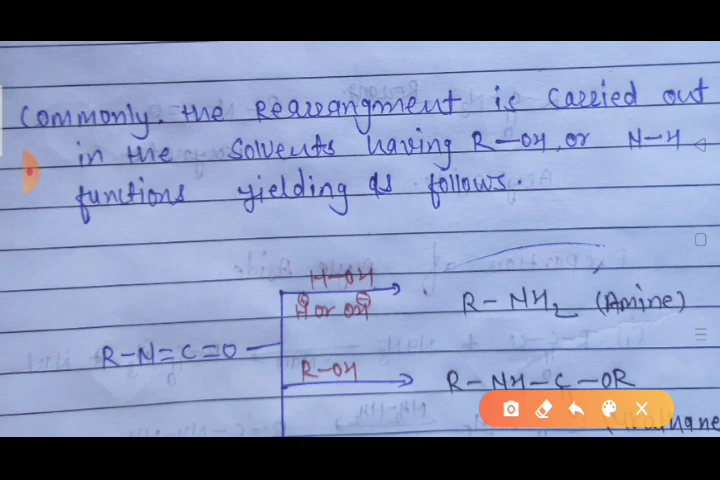 Commonly. the Rearrangment is carried out
in the solvents having R-OH, or N-H
functions yielding as follows.
H-OH
H⊕ or OH⊖
R-NH2 (Amine)
R-N=C=O
R-OH
R-NH-C-OR